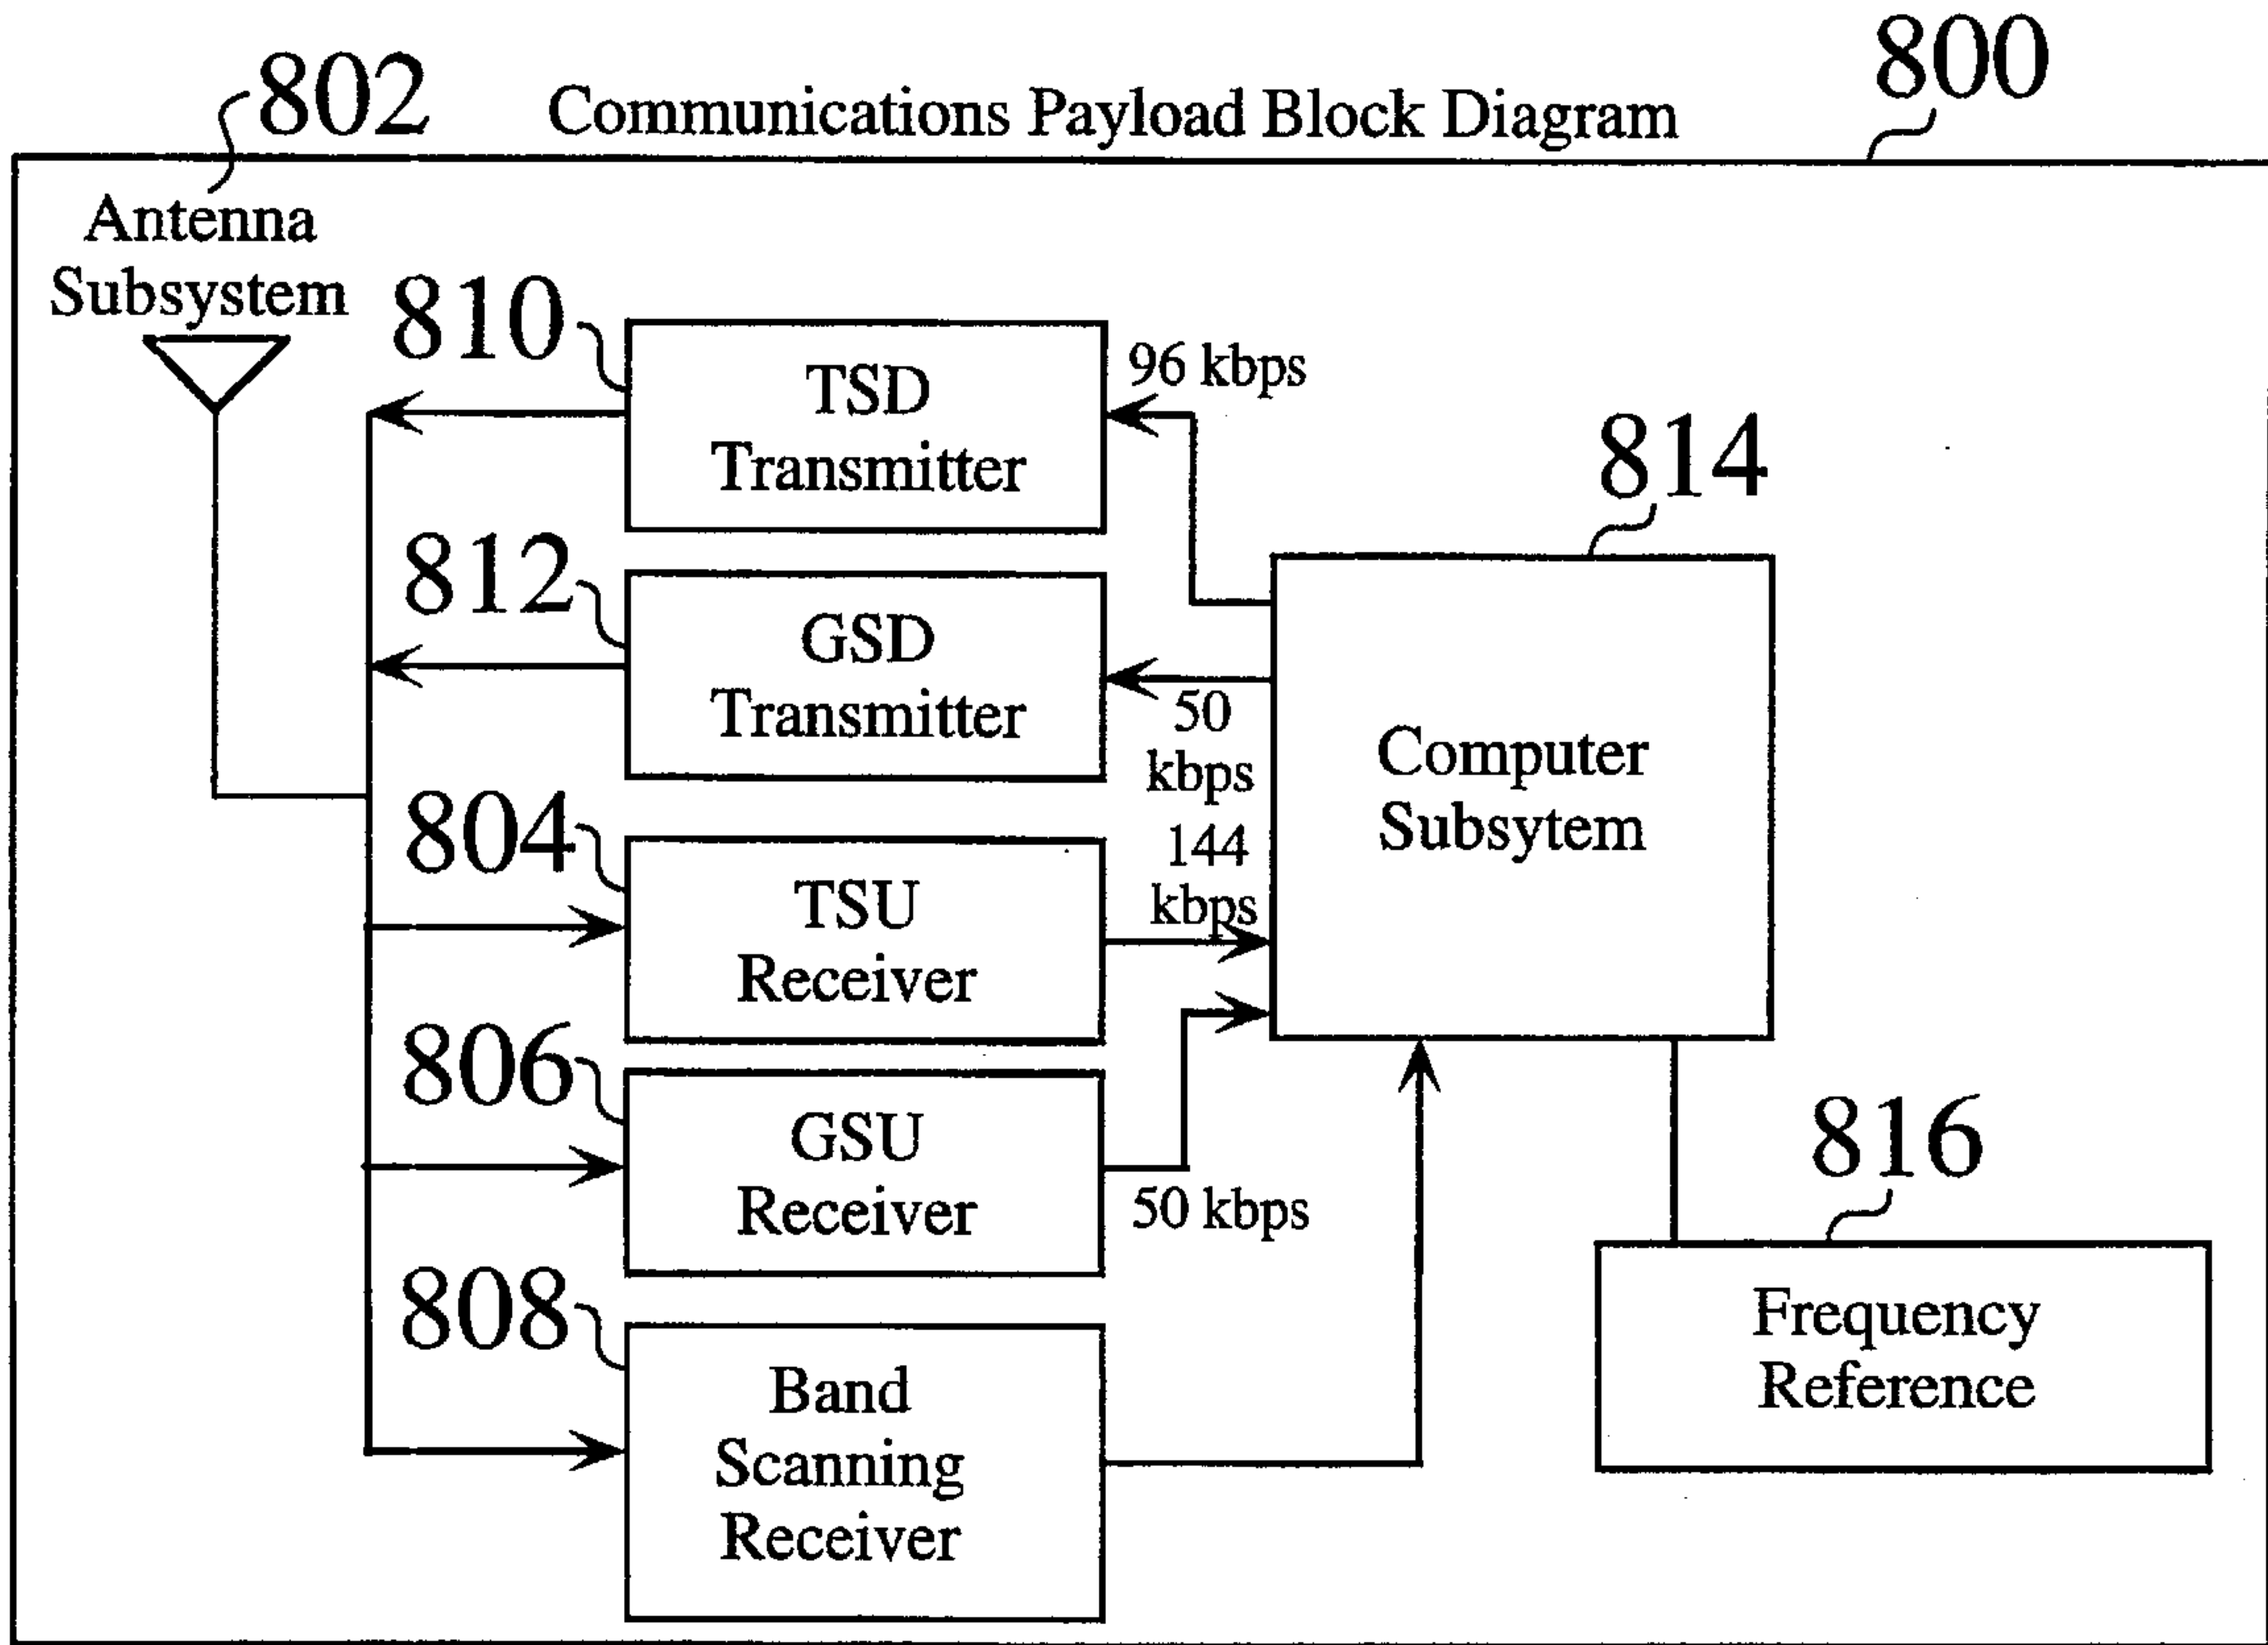 800
802
Communications Payload Block Diagram
Antenna
Subsystem
810
TSD
Transmitter
96 kbps
814
812
GSD
Transmitter
50
kbps
Computer
Subsytem
804
TSU
Receiver
144
kbps
806
GSU
Receiver
50 kbps
816
Frequency
Reference
808
Band
Scanning
Receiver